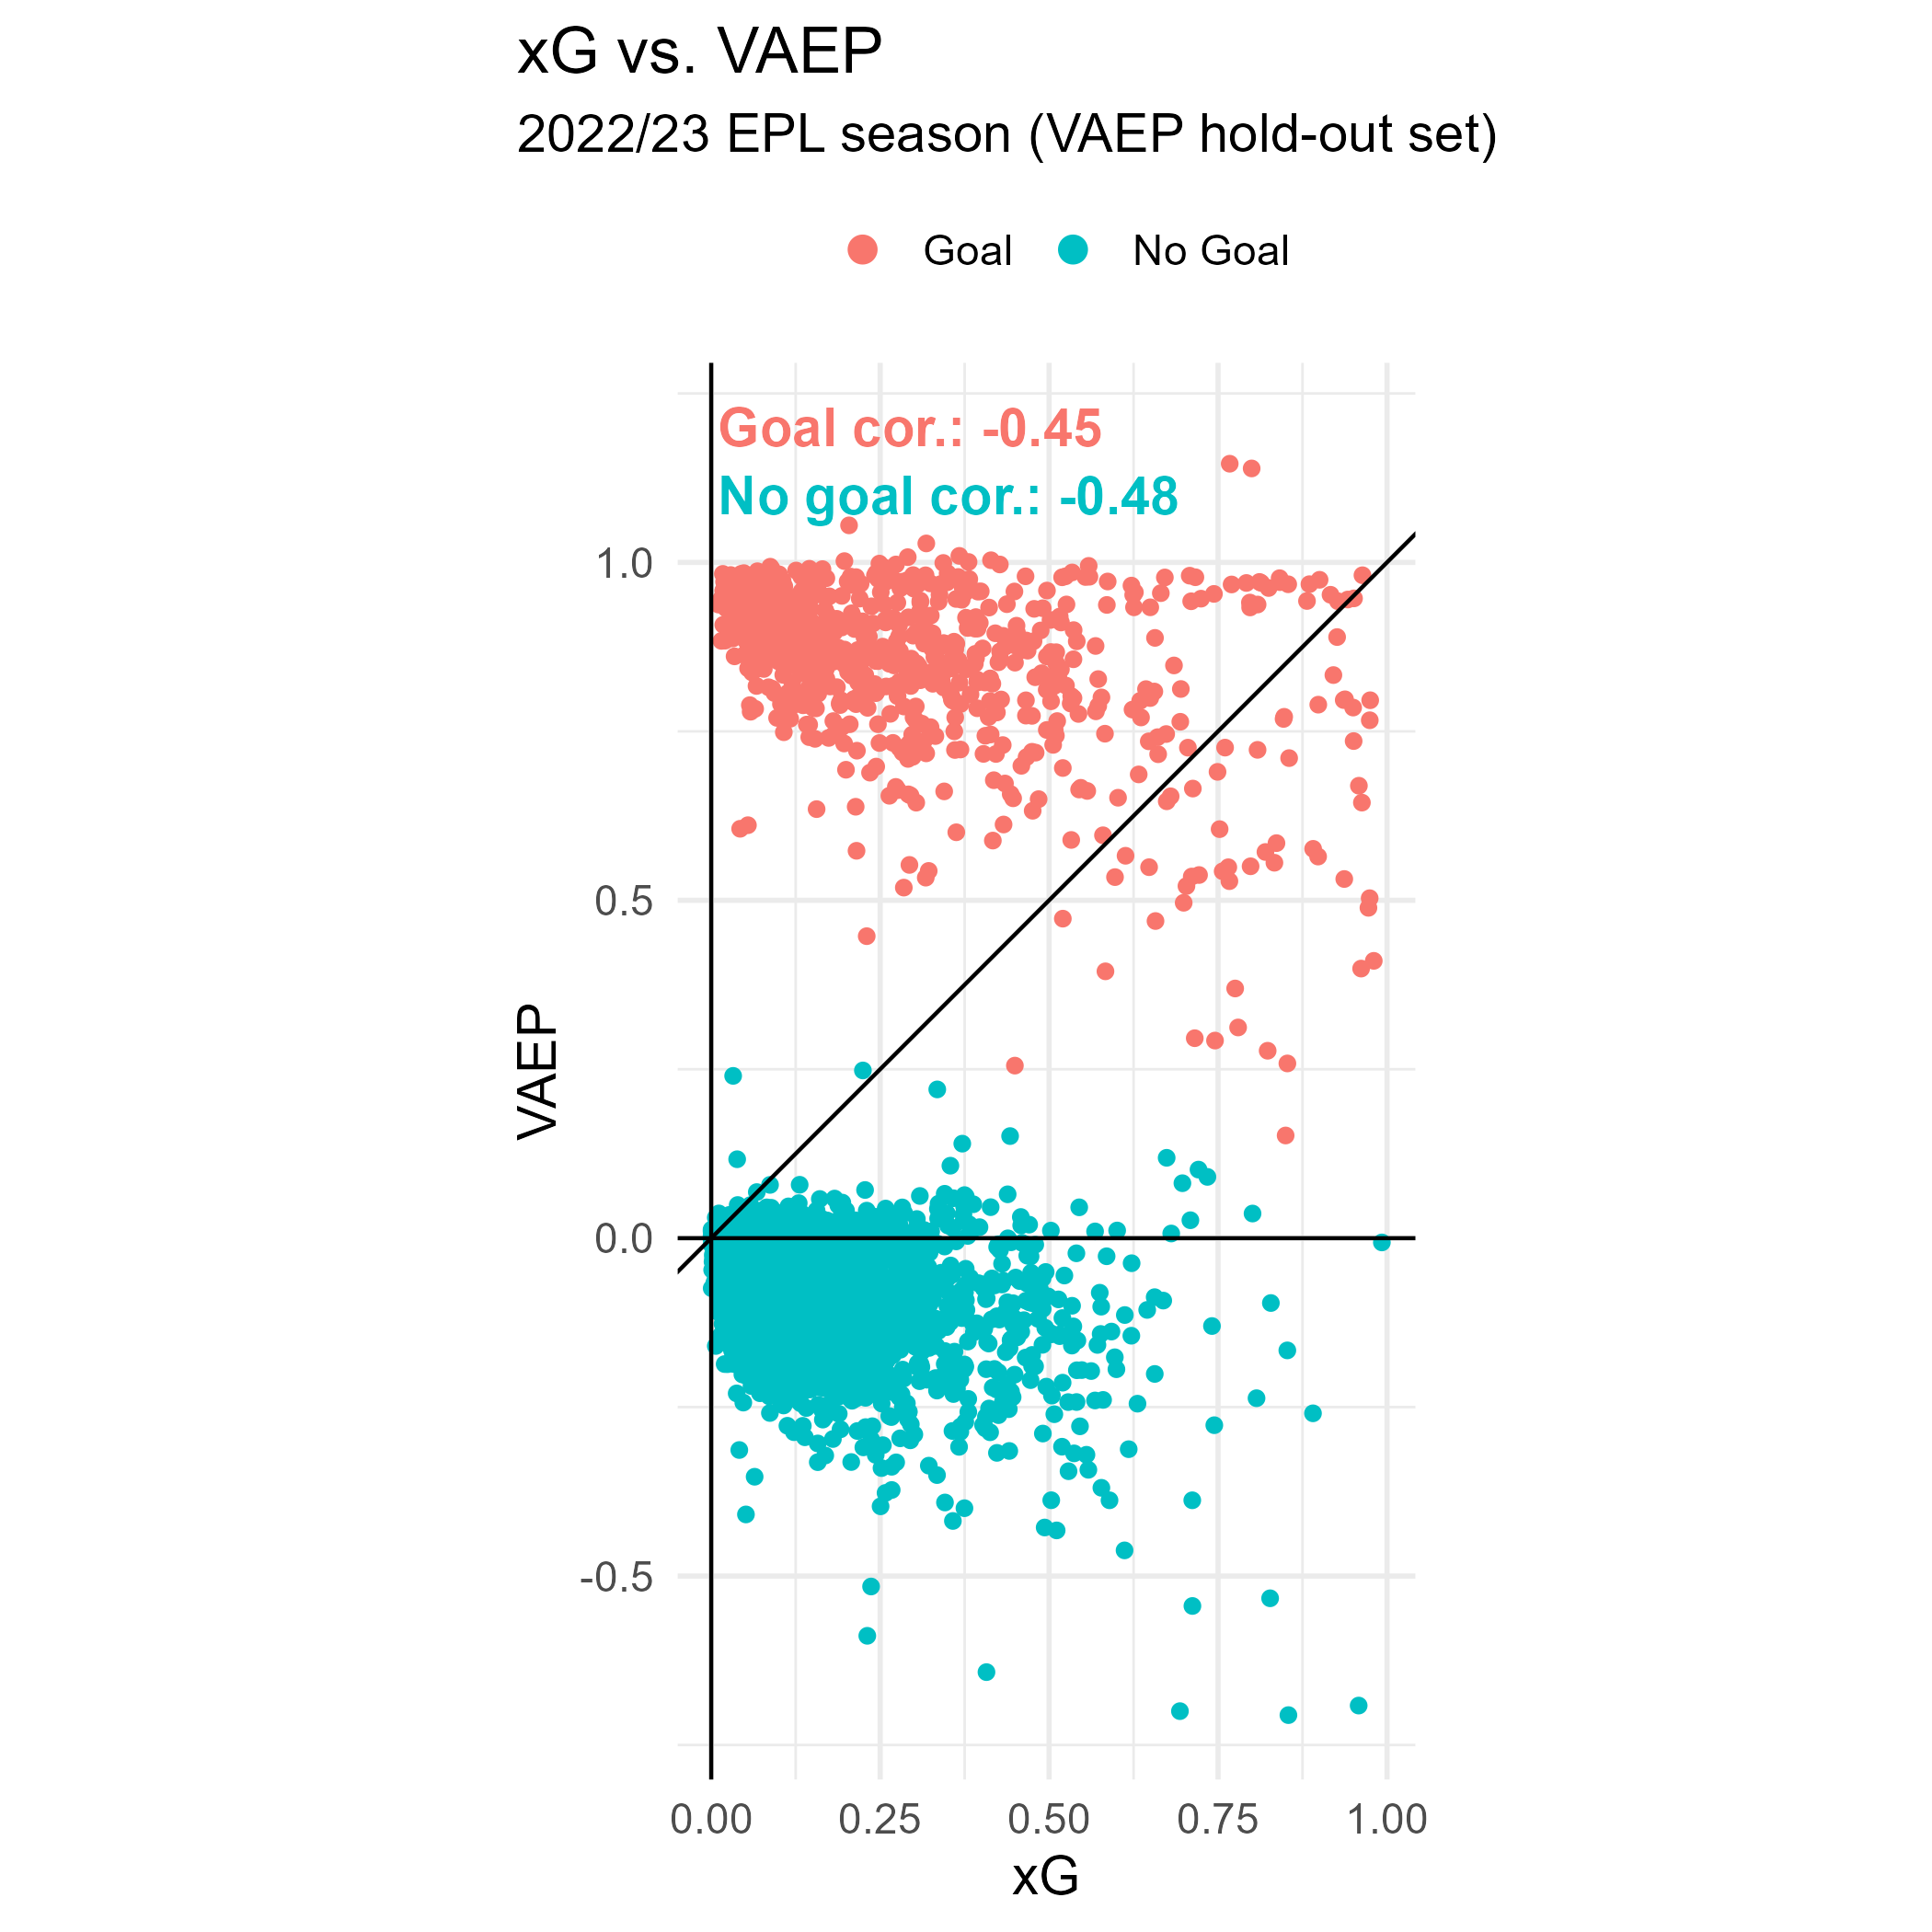 xG vs. VAEP
2022/23 EPL season (VAEP hold-out set)
Goal No Goal
Goal cor.: -0.45
No goal cor.: -0.48
1.0
0.5
0.0
-0.5
VAEP
0.00 0.25 0.50 0.75 1.00
xG